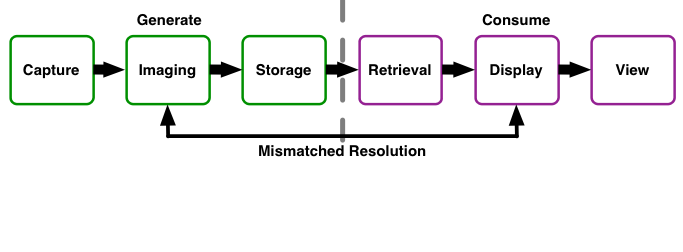 Generate
Consume
Capture
Imaging
Storage
Retrieval
Display
View
Mismatched Resolution